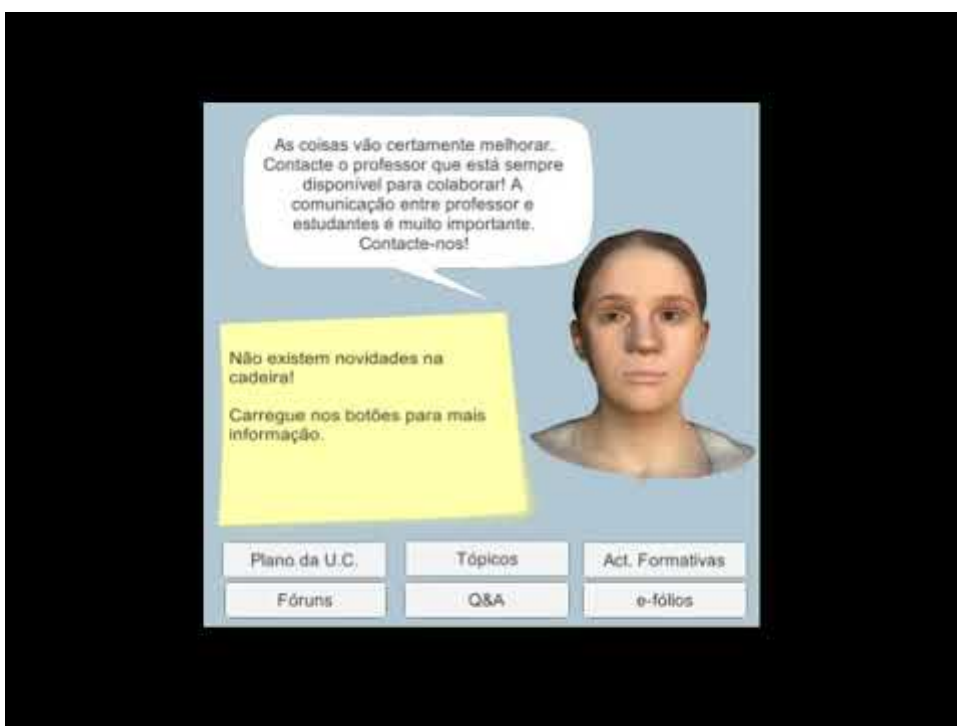 As coisas vão certamente melhorar.
Contacte o professor que está sempre
disponível para colaborar! A
comunicação entre professor e
estudantes é muito importante.
Contacte-nos!
Não existem novidades na
cadeira!
Carregue nos botões para mais
informação.
Plano da U.C.
Tópicos
Act. Formativas
Fóruns
Q&A
e-fólios